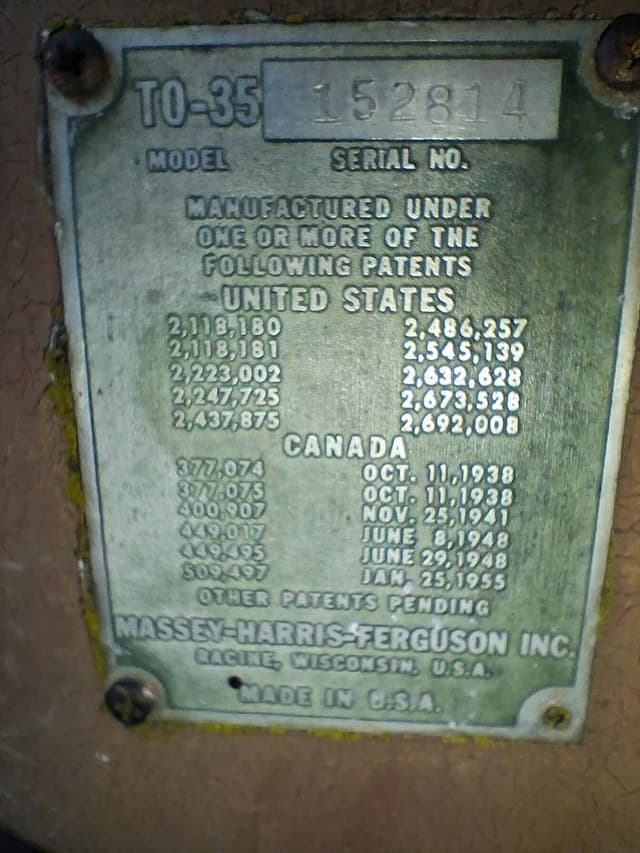 TO-35 152814
MODEL SERIAL NO.
MANUFACTURED UNDER
ONE OR MORE OF THE
FOLLOWING PATENTS
UNITED STATES
2,118,180 2,486,257
2,118,181 2,545,139
2,223,002 2,632,628
2,247,725 2,673,528
2,437,875 2,692,008
CANADA
377,074 OCT. 11,1938
377,075 OCT. 11,1938
400,907 NOV. 25,1941
449,017 JUNE 8,1948
449,495 JUNE 29,1948
509,497 JAN. 25,1955
OTHER PATENTS PENDING
MASSEY-HARRIS-FERGUSON INC.
RACINE, WISCONSIN, U.S.A.
MADE IN U.S.A.